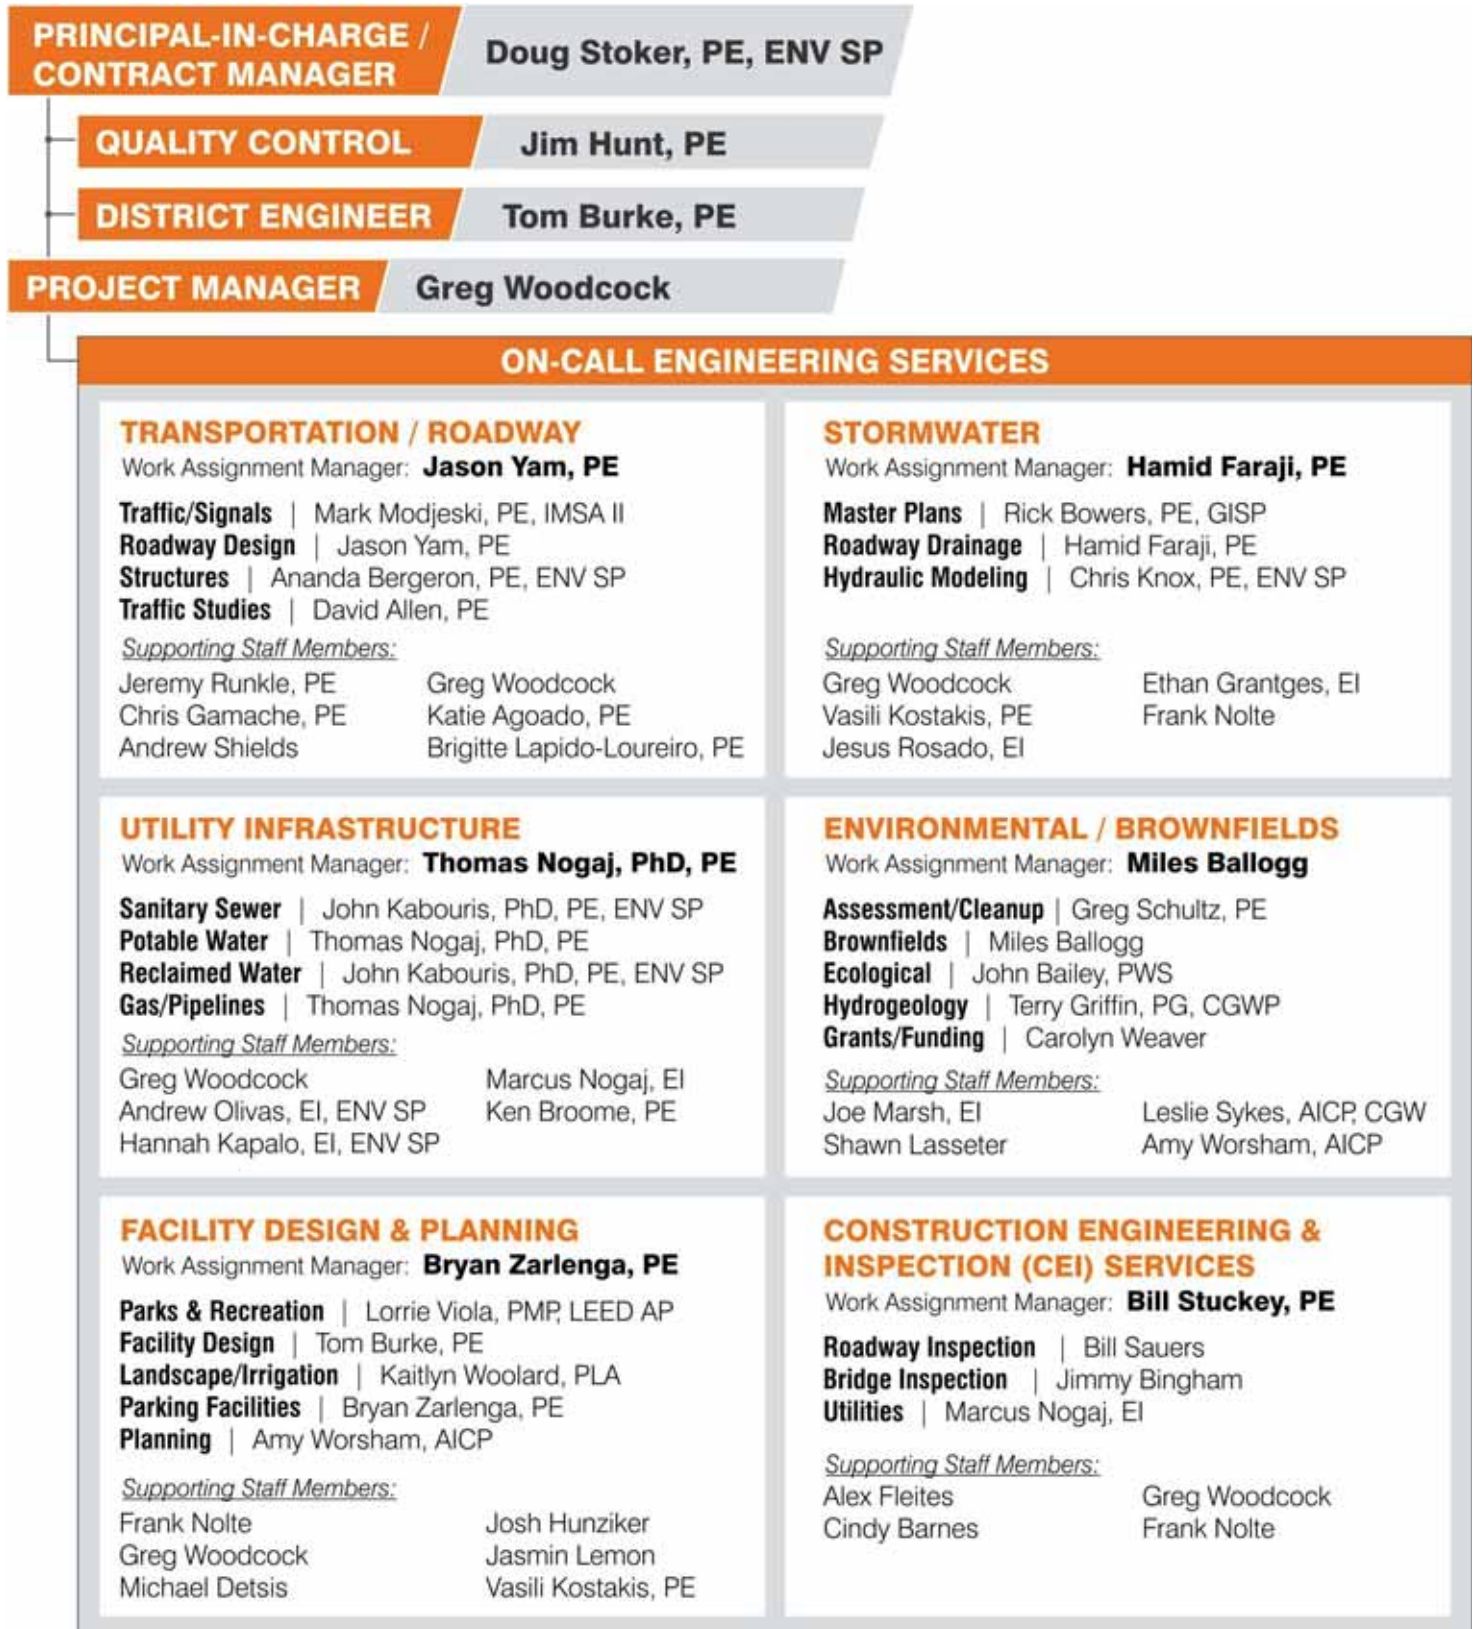 PRINCIPAL-IN-CHARGE /
CONTRACT MANAGER
Doug Stoker, PE, ENV SP
QUALITY CONTROL
Jim Hunt, PE
DISTRICT ENGINEER
Tom Burke, PE
PROJECT MANAGER
Greg Woodcock
ON-CALL ENGINEERING SERVICES
TRANSPORTATION / ROADWAY
Work Assignment Manager: Jason Yam, PE
Traffic/Signals | Mark Modjeski, PE, IMSA II
Roadway Design | Jason Yam, PE
Structures | Ananda Bergeron, PE, ENV SP
Traffic Studies | David Allen, PE
Supporting Staff Members:
Jeremy Runkle, PE
Chris Gamache, PE
Andrew Shields
Greg Woodcock
Katie Agoado, PE
Brigitte Lapido-Loureiro, PE
STORMWATER
Work Assignment Manager: Hamid Faraji, PE
Master Plans | Rick Bowers, PE, GISP
Roadway Drainage | Hamid Faraji, PE
Hydraulic Modeling | Chris Knox, PE, ENV SP
Supporting Staff Members:
Greg Woodcock
Vasili Kostakis, PE
Jesus Rosado, EI
Ethan Grantges, EI
Frank Nolte
UTILITY INFRASTRUCTURE
Work Assignment Manager: Thomas Nogaj, PhD, PE
Sanitary Sewer | John Kabouris, PhD, PE, ENV SP
Potable Water | Thomas Nogaj, PhD, PE
Reclaimed Water | John Kabouris, PhD, PE, ENV SP
Gas/Pipelines | Thomas Nogaj, PhD, PE
Supporting Staff Members:
Greg Woodcock
Andrew Olivas, EI, ENV SP
Hannah Kapalo, EI, ENV SP
Marcus Nogaj, EI
Ken Broome, PE
ENVIRONMENTAL / BROWNFIELDS
Work Assignment Manager: Miles Ballogg
Assessment/Cleanup | Greg Schultz, PE
Brownfields | Miles Ballogg
Ecological | John Bailey, PWS
Hydrogeology | Terry Griffin, PG, CGWP
Grants/Funding | Carolyn Weaver
Supporting Staff Members:
Joe Marsh, EI
Shawn Lasseter
Leslie Sykes, AICP, CGW
Amy Worsham, AICP
FACILITY DESIGN & PLANNING
Work Assignment Manager: Bryan Zarlenga, PE
Parks & Recreation | Lorrie Viola, PMP, LEED AP
Facility Design | Tom Burke, PE
Landscape/Irrigation | Kaitlyn Woolard, PLA
Parking Facilities | Bryan Zarlenga, PE
Planning | Amy Worsham, AICP
Supporting Staff Members:
Frank Nolte
Greg Woodcock
Michael Detsis
Josh Hunziker
Jasmin Lemon
Vasili Kostakis, PE
CONSTRUCTION ENGINEERING &
INSPECTION (CEI) SERVICES
Work Assignment Manager: Bill Stuckey, PE
Roadway Inspection | Bill Sauers
Bridge Inspection | Jimmy Bingham
Utilities | Marcus Nogaj, EI
Supporting Staff Members:
Alex Fleites
Cindy Barnes
Greg Woodcock
Frank Nolte